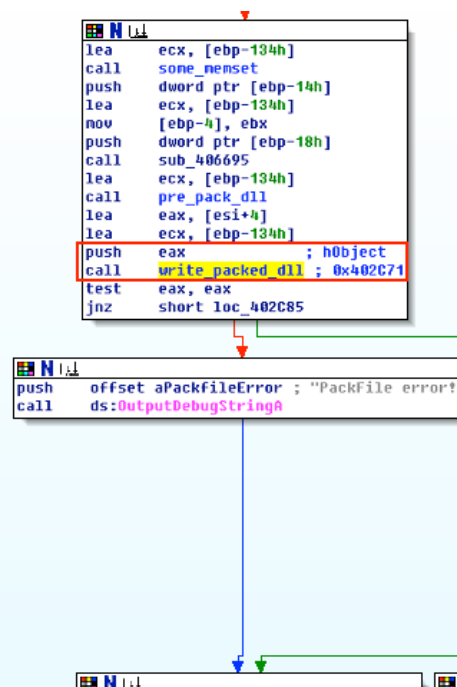 lea ecx, [ebp-134h]
call some_memset
push dword ptr [ebp-14h]
lea ecx, [ebp-134h]
mov [ebp-4], ebx
push dword ptr [ebp-18h]
call sub_406695
lea ecx, [ebp-134h]
call pre_pack_dll
lea eax, [esi+4]
lea ecx, [ebp-134h]
push eax ; hObject
call write_packed_dll ; 0x402C71
test eax, eax
jnz short loc_402C85
push offset aPackfileError ; "PackFile error!
call ds:OutputDebugStringA